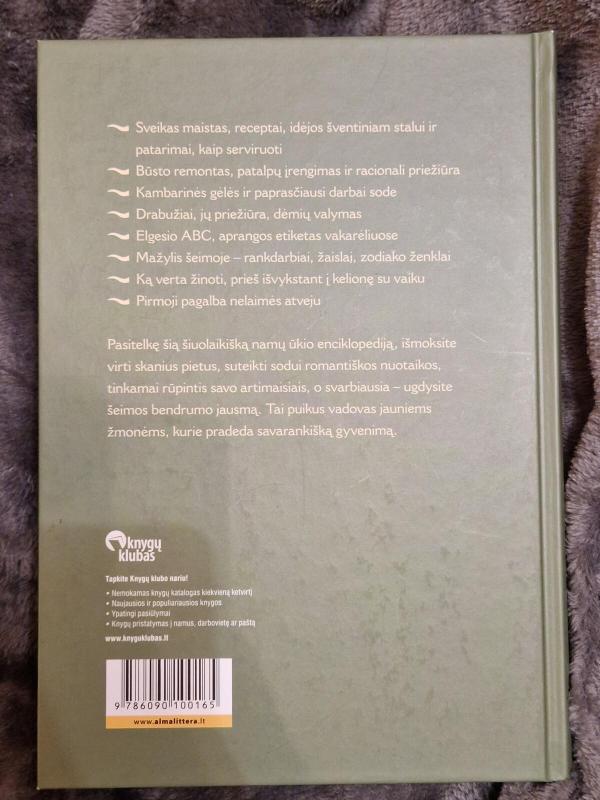 Sveikas maistas, receptai, idėjos šventiniam stalui ir
patarimai, kaip serviruoti
Būsto remontas, patalpų įrengimas ir racionali priežiūra
Kambarinės gėlės ir paprasčiausi darbai sode
Drabužiai, jų priežiūra, dėmių valymas
Elgesio ABC, aprangos etiketas vakarėliuose
Mažylis šeimoje – rankdarbiai, žaislaį, zodiako ženklai
Ką verta žinoti, prieš išvykstant į kelionę su vaiku
Pirmoji pagalba nelaimės atveju
Pasitelkę šią šiuolaikišką namų ūkio enciklopediją, išmoksite
virti skanius pietus, suteikti sodui romantiškos nuotaikos,
tinkamai rūpintis savo artimaisiais, o svarbiausia – ugdysite
šeimos bendrumo jausmą. Tai puikus vadovas jauniems
žmonėms, kurie pradeda savarankišką gyvenimą.
knygų
klubas
Tapkite Knygų klubo nariu!
• Nemokamas knygų katalogas kiekvieną ketvirtį
• Naujausios ir populiariausios knygos
• Ypatingi pasiūlymai
• Knygų pristatymas į namus, darbovietę ar paštą
www.knyguklubas.lt
9 786090 100165
www.almalittera.lt